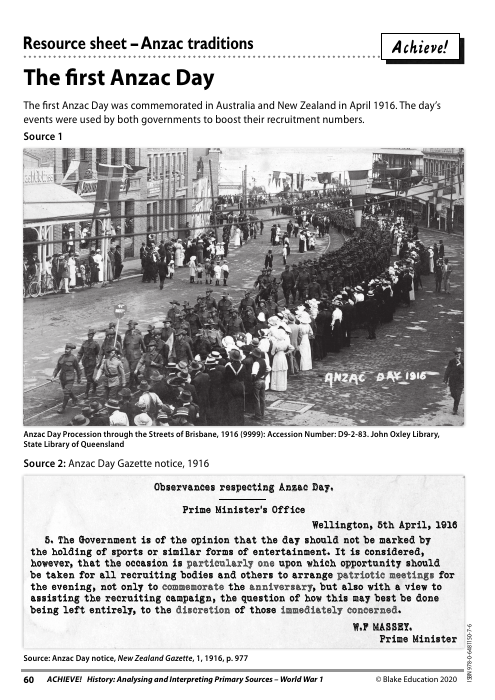 Resource sheet – Anzac traditions
Achieve!
The first Anzac Day
The first Anzac Day was commemorated in Australia and New Zealand in April 1916. The day's
events were used by both governments to boost their recruitment numbers.
Source 1
ANZAC DAY 1916
Anzac Day Procession through the Streets of Brisbane, 1916 (9999): Accession Number: D9-2-83. John Oxley Library,
State Library of Queensland
Source 2: Anzac Day Gazette notice, 1916
Observances respecting Anzac Day.
Prime Minister's Office
Wellington, 5th April, 1916
5. The Government is of the opinion that the day should not be marked by
the holding of sports or similar forms of entertainment. It is considered,
however, that the occasion is particularly one upon which opportunity should
be taken for all recruiting bodies and others to arrange patriotic meetings for
the evening, not only to commemorate the anniversary, but also with a view to
assisting the recruiting campaign, the question of how this may best be done
being left entirely, to the discretion of those immediately concerned.
W.F MASSEY.
Prime Minister
Source: Anzac Day notice, New Zealand Gazette, 1, 1916, p. 977
60 ACHIEVE! History: Analysing and Interpreting Primary Sources – World War 1
© Blake Education 2020
ISBN 978-0-6481150-7-6